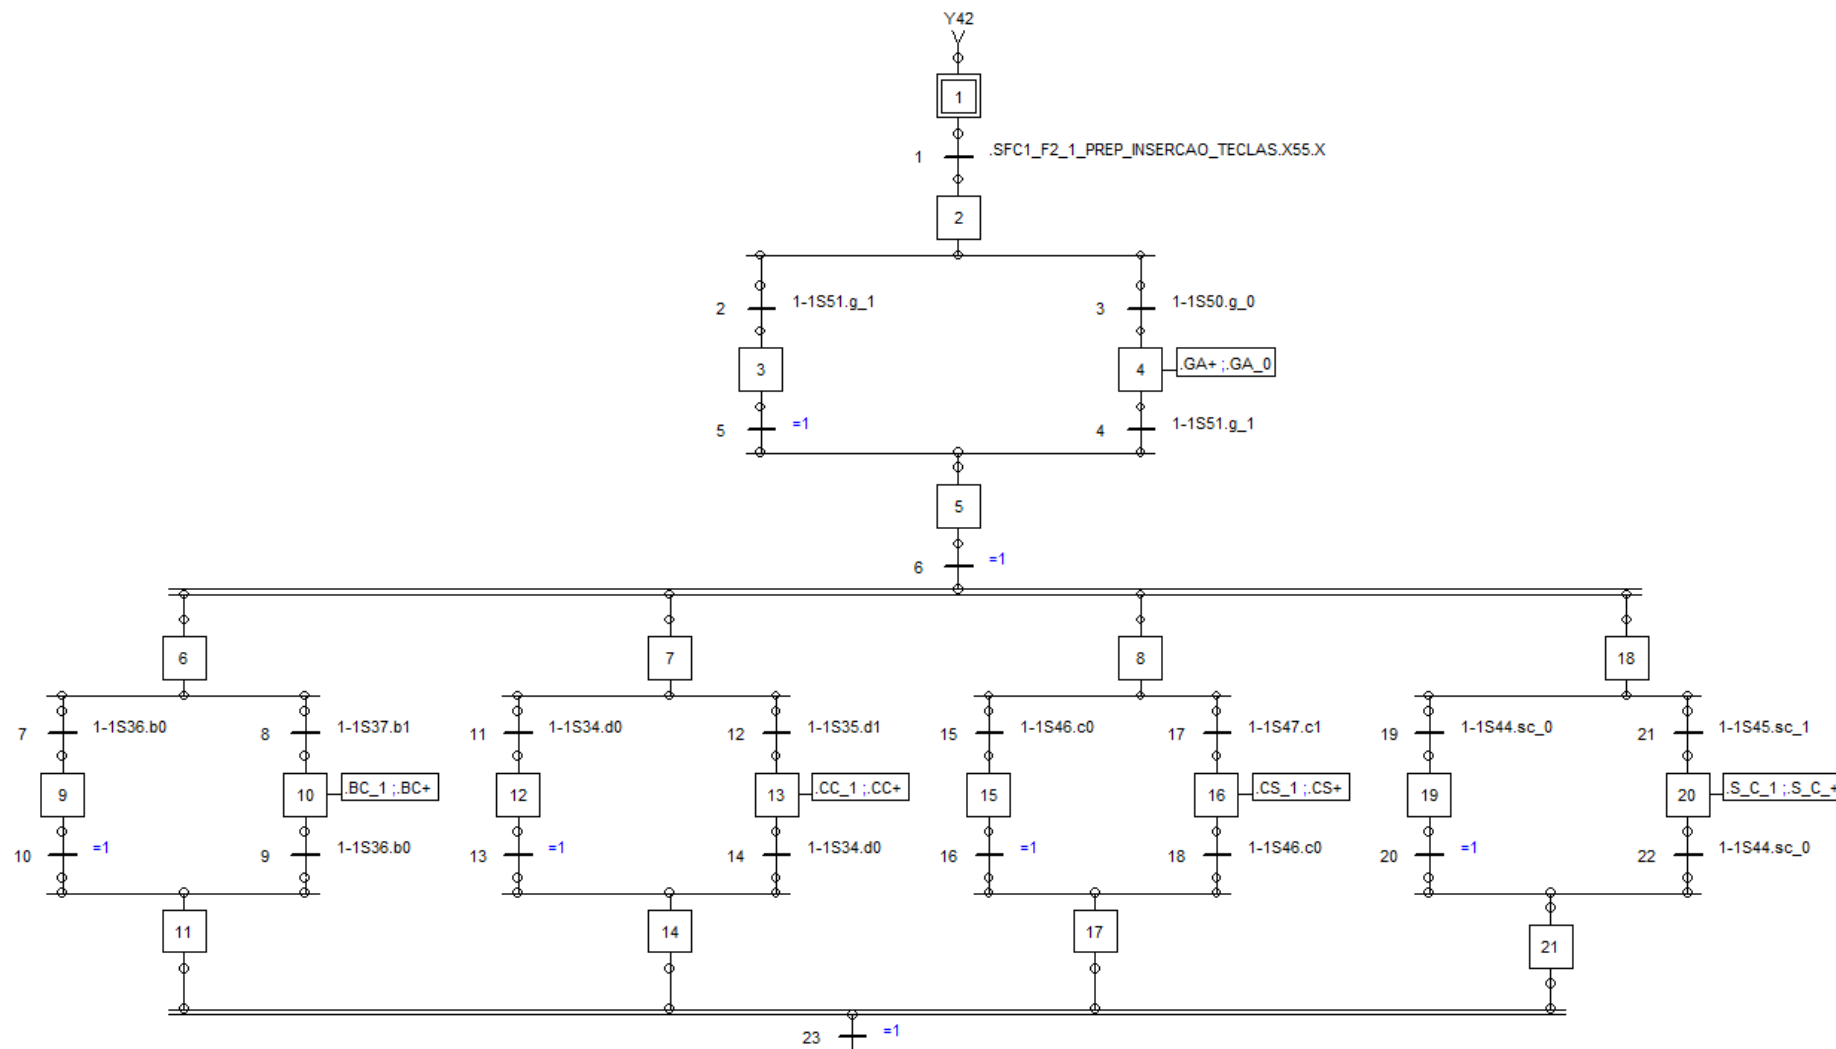 Y42
1
1 .SFC1_F2_1_PREP_INSERCAO_TECLAS.X55.X
2
2 1-1S51.g_1 3 1-1S50.g_0
3 4 .GA+ ;.GA_0
5 =1 4 1-1S51.g_1
5
6 =1
6 7 8 18
7 1-1S36.b0 8 1-1S37.b1 11 1-1S34.d0 12 1-1S35.d1 15 1-1S46.c0 17 1-1S47.c1 19 1-1S44.sc_0 21 1-1S45.sc_1
9 10 .BC_1 ;.BC+ 12 13 .CC_1 ;.CC+ 15 16 .CS_1 ;.CS+ 19 20 .S_C_1 ;.S_C_+
10 =1 9 1-1S36.b0 13 =1 14 1-1S34.d0 16 =1 18 1-1S46.c0 20 =1 22 1-1S44.sc_0
11 14 17 21
23 =1